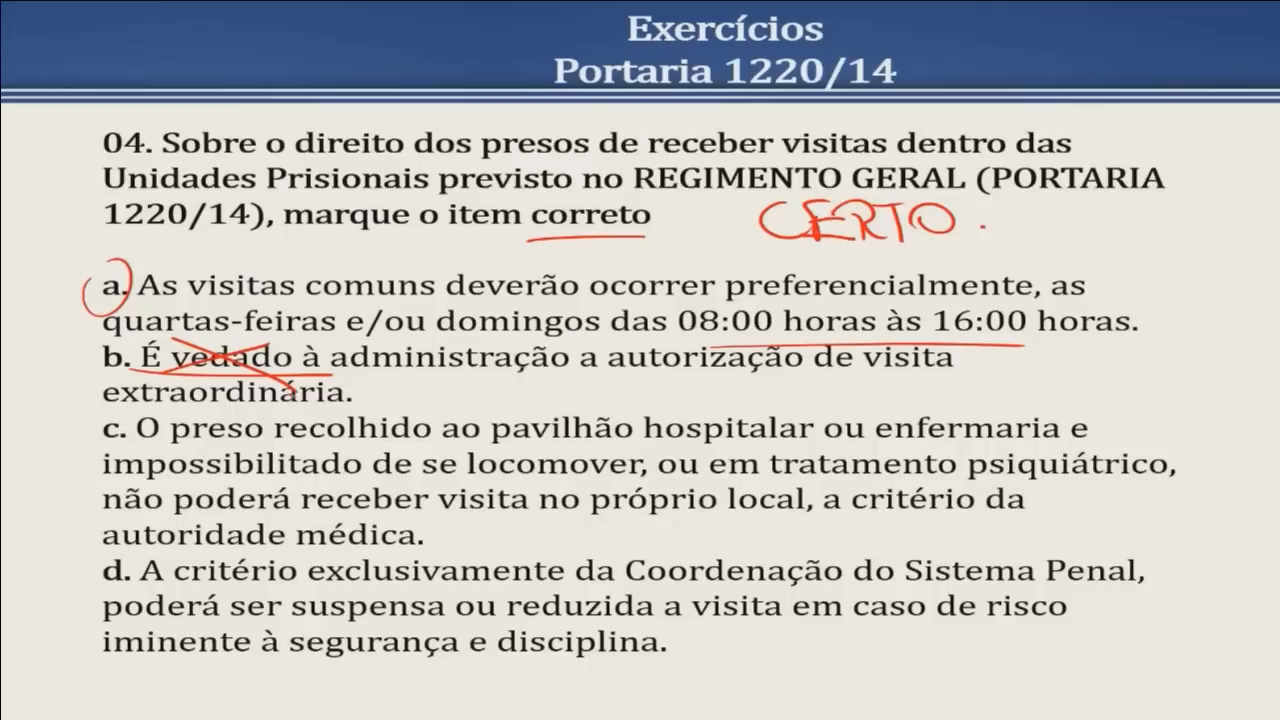 Exercícios
Portaria 1220/14
04. Sobre o direito dos presos de receber visitas dentro das
Unidades Prisionais previsto no REGIMENTO GERAL (PORTARIA
1220/14), marque o item correto
CERTO.
a. As visitas comuns deverão ocorrer preferencialmente, as
quartas-feiras e/ou domingos das 08:00 horas às 16:00 horas.
b. É vedado à administração a autorização de visita
extraordinária.
c. O preso recolhido ao pavilhão hospitalar ou enfermaria e
impossibilitado de se locomover, ou em tratamento psiquiátrico,
não poderá receber visita no próprio local, a critério da
autoridade médica.
d. A critério exclusivamente da Coordenação do Sistema Penal,
poderá ser suspensa ou reduzida a visita em caso de risco
iminente à segurança e disciplina.